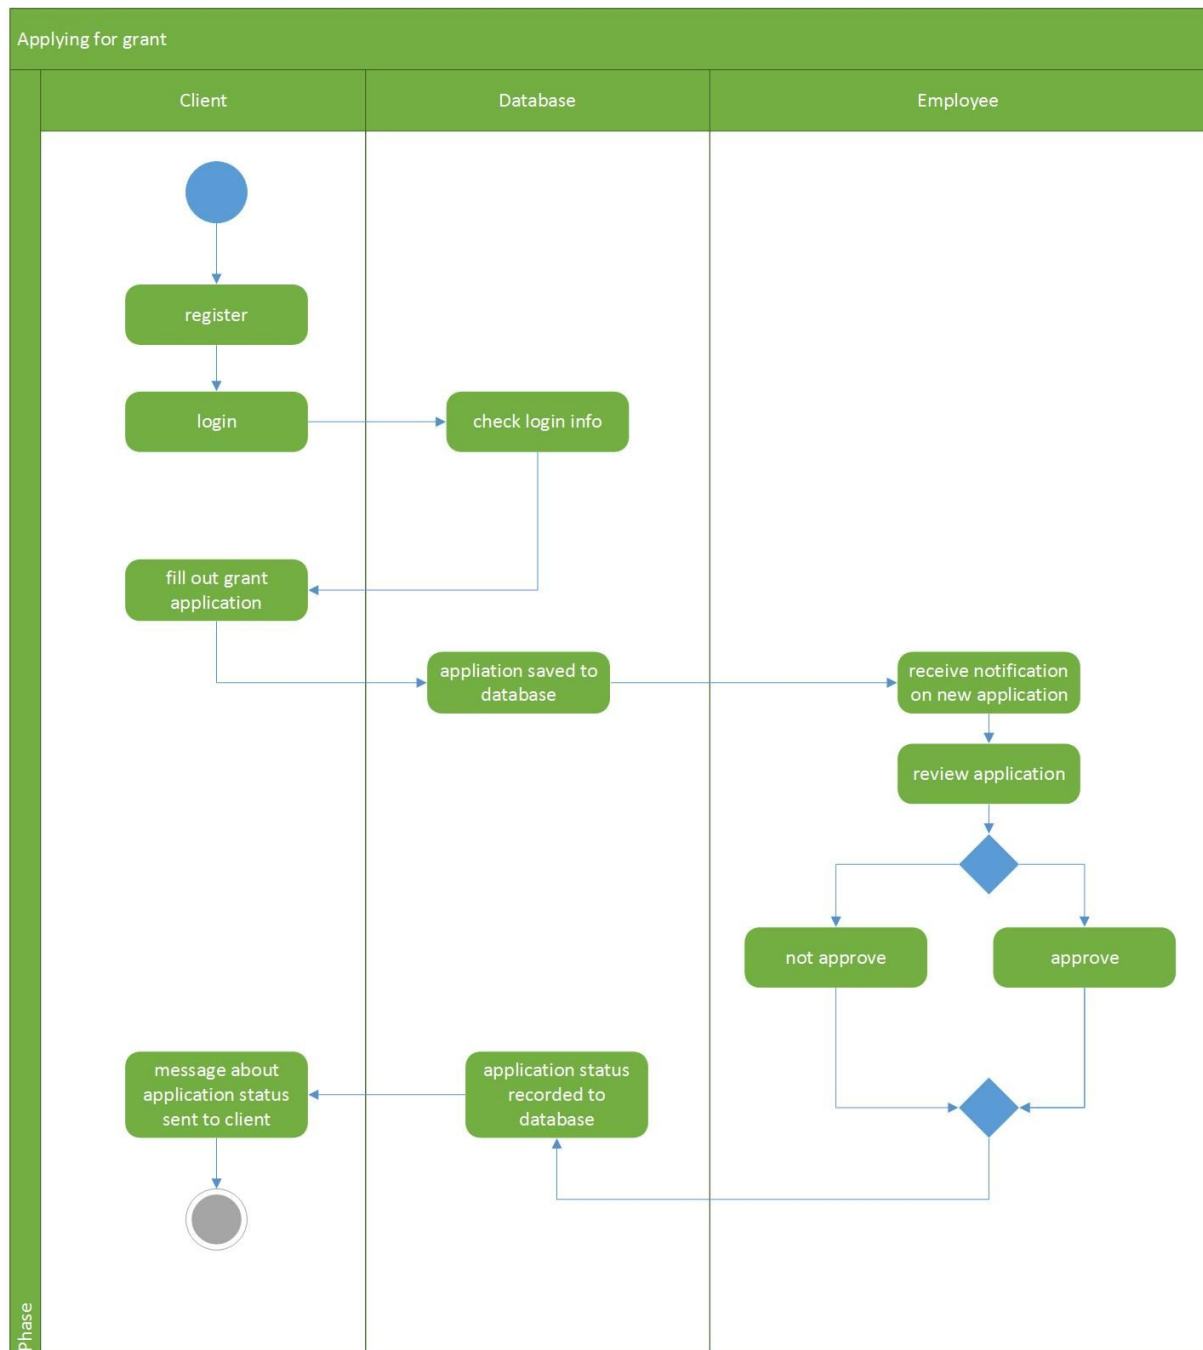 Applying for grant
Client
Database
Employee
register
login
check login info
fill out grant
application
appliation saved to
database
receive notification
on new application
review application
not approve
approve
message about
application status
sent to client
application status
recorded to
database
Phase